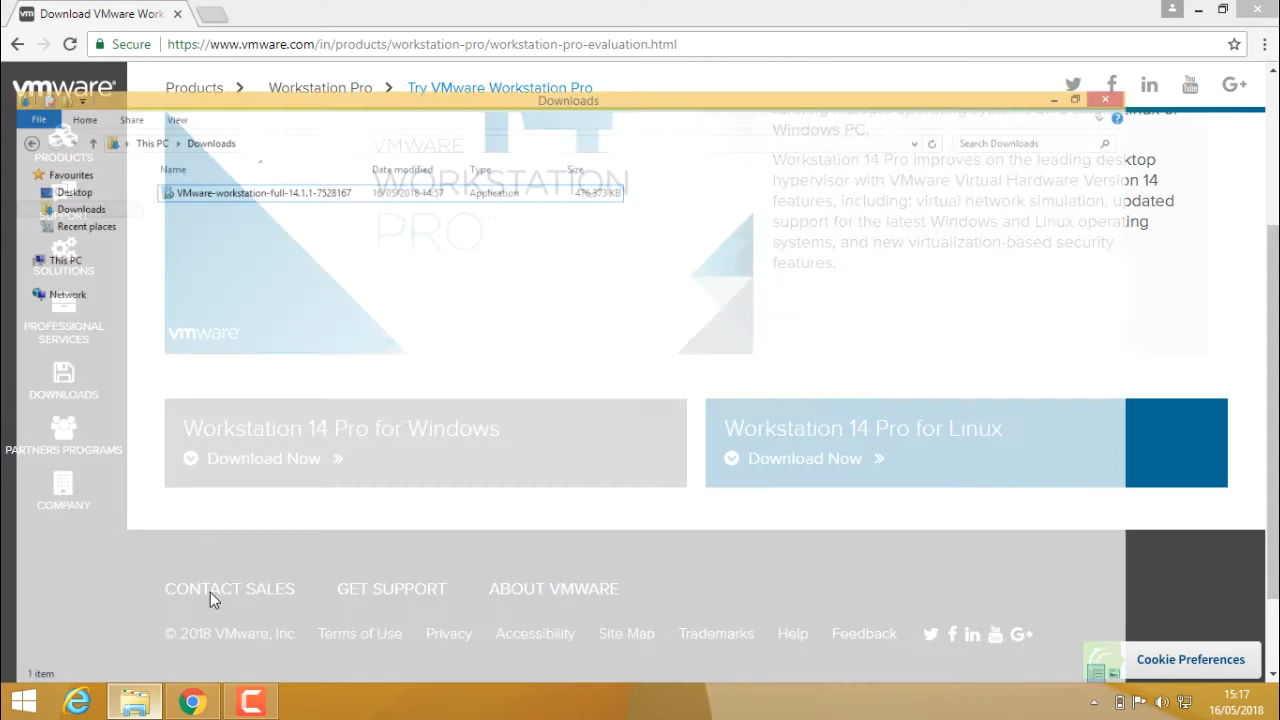 Download VMware Work
Secure https://www.vmware.com/in/products/workstation-pro/workstation-pro-evaluation.html
vmware
Products Workstation Pro Try VMware Workstation Pro
Downloads
File Home Share View
Windows PC.
This PC Downloads
Search Downloads
PRODUCTS
Name Date modified Type Size
VMware-workstation-full-14.1.1-7528167 16/05/2018 14:57 Application 476,373 KB
Favourites
Desktop
Downloads
Recent places
This PC
Network
SUPPORT
SOLUTIONS
PROFESSIONAL
SERVICES
DOWNLOADS
PARTNERS PROGRAMS
COMPANY
VMWARE
WORKSTATION
PRO
vmware
Workstation 14 Pro improves on the leading desktop
hypervisor with VMware Virtual Hardware Version 14
features, including: virtual network simulation, updated
support for the latest Windows and Linux operating
systems, and new virtualization-based security
features.
Workstation 14 Pro for Windows
Download Now
Workstation 14 Pro for Linux
Download Now
CONTACT SALES GET SUPPORT ABOUT VMWARE
© 2018 VMware, Inc Terms of Use Privacy Accessibility Site Map Trademarks Help Feedback
Cookie Preferences
1 item
15:17
16/05/2018